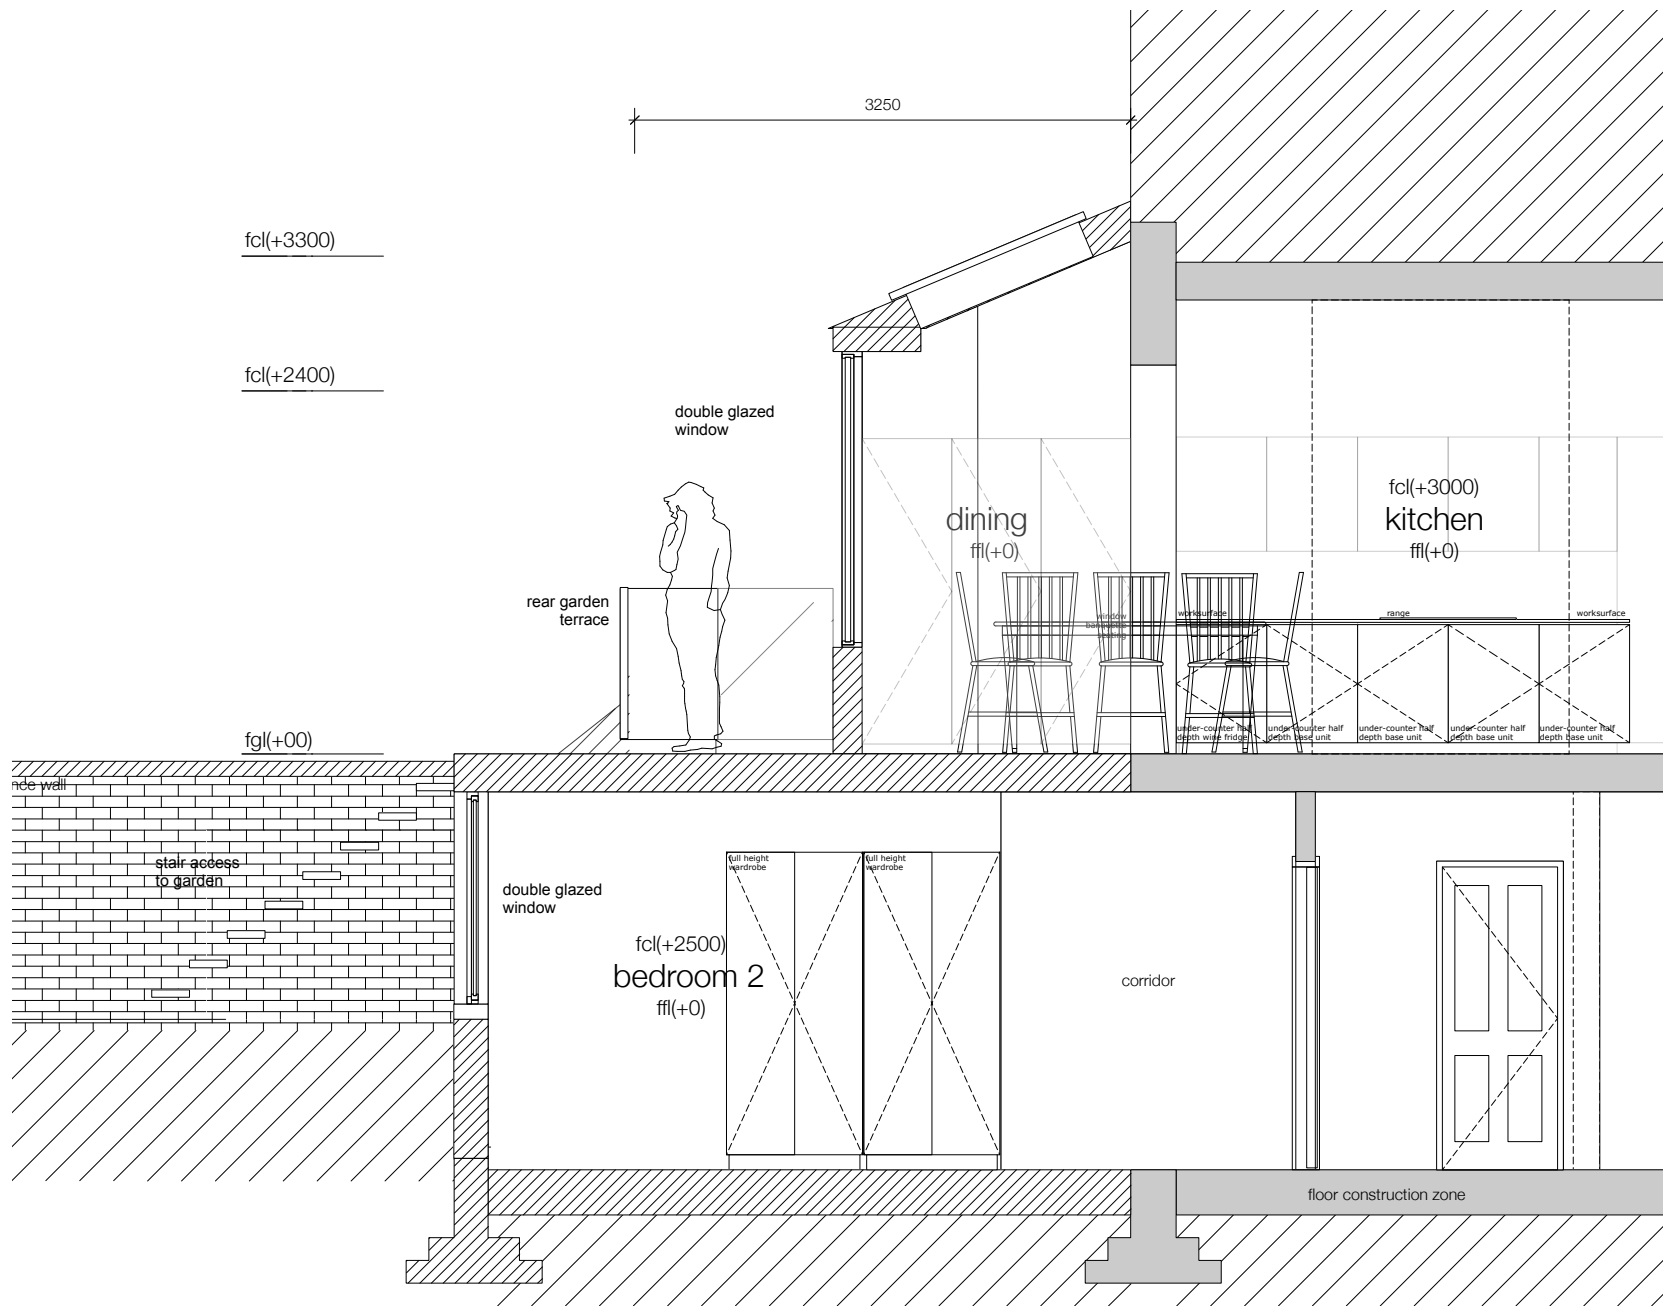 3250
fcl(+3300)
fcl(+2400)
double glazed
window
fcl(+3000)
dining
kitchen
ffl(+0)
ffl(+0)
rear garden
terrace
window
banquette
seating
worksurface
range
worksurface
under-counter half
depth wine fridge
under-counter half
depth base unit
under-counter half
depth base unit
under-counter half
depth base unit
under-counter half
depth base unit
fgl(+00)
nce wall
stair access
to garden
double glazed
window
full height
wardrobe
full height
wardrobe
fcl(+2500)
bedroom 2
ffl(+0)
corridor
floor construction zone